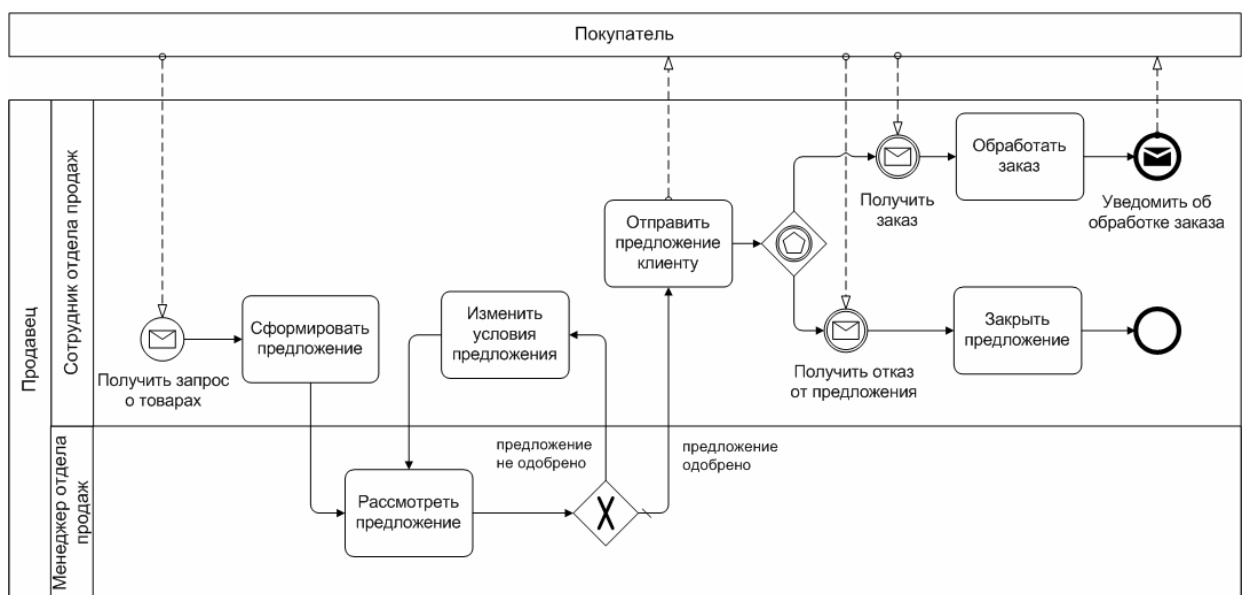 Покупатель
Продавец
Сотрудник отдела продаж
Получить запрос
о товарах
Сформировать
предложение
Изменить
условия
предложения
Отправить
предложение
клиенту
Получить
заказ
Обработать
заказ
Уведомить об
обработке заказа
Получить отказ
от предложения
Закрыть
предложение
Менеджер отдела
продаж
Рассмотреть
предложение
предложение
не одобрено
предложение
одобрено